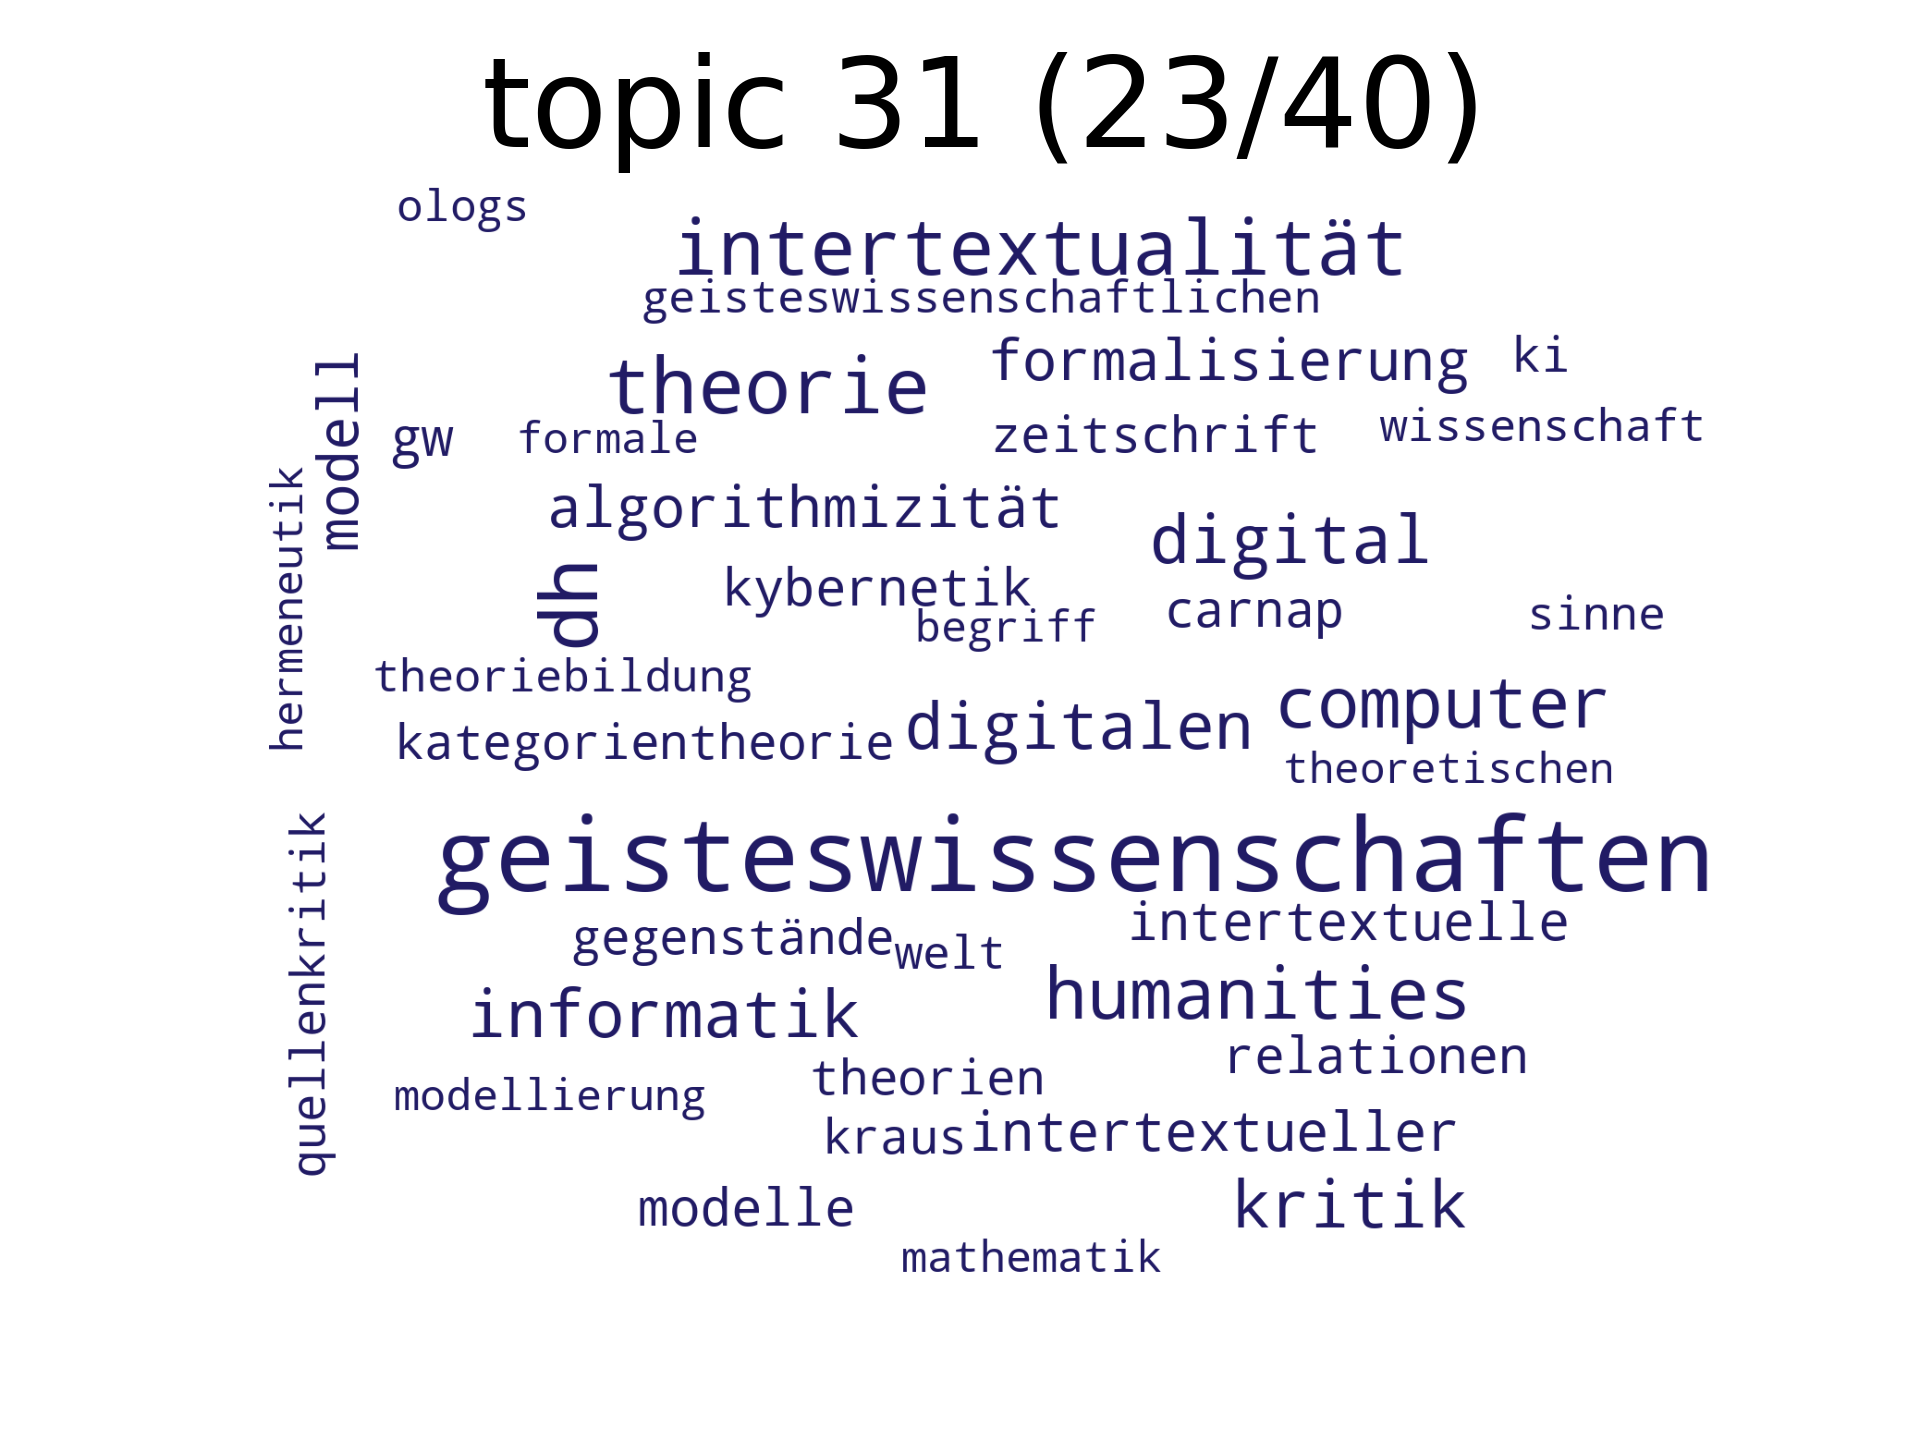 topic 31 (23/40)
ologs
intertextualität
geisteswissenschaftlichen
theorie
formalisierung
ki
modell
gw
formale
zeitschrift
wissenschaft
hermeneutik
algorithmizität
digital
dh
kybernetik
begriff
carnap
sinne
theoriebildung
kategorientheorie
digitalen
computer
theoretischen
geisteswissenschaften
quellenkritik
gegenstände
welt
intertextuelle
informatik
humanities
relationen
modellierung
theorien
kraus
intertextueller
modelle
kritik
mathematik